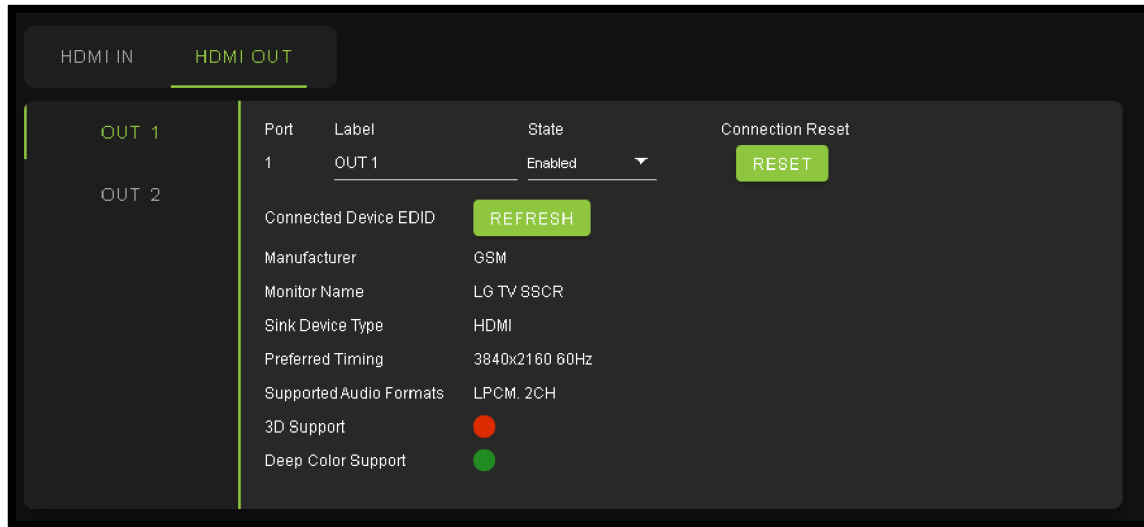 HDMI IN HDMI OUT
OUT 1
OUT 2
Port Label State Connection Reset
1 OUT 1 Enabled RESET
Connected Device EDID REFRESH
Manufacturer GSM
Monitor Name LG TV SSCR
Sink Device Type HDMI
Preferred Timing 3840x2160 60Hz
Supported Audio Formats LPCM. 2CH
3D Support
Deep Color Support